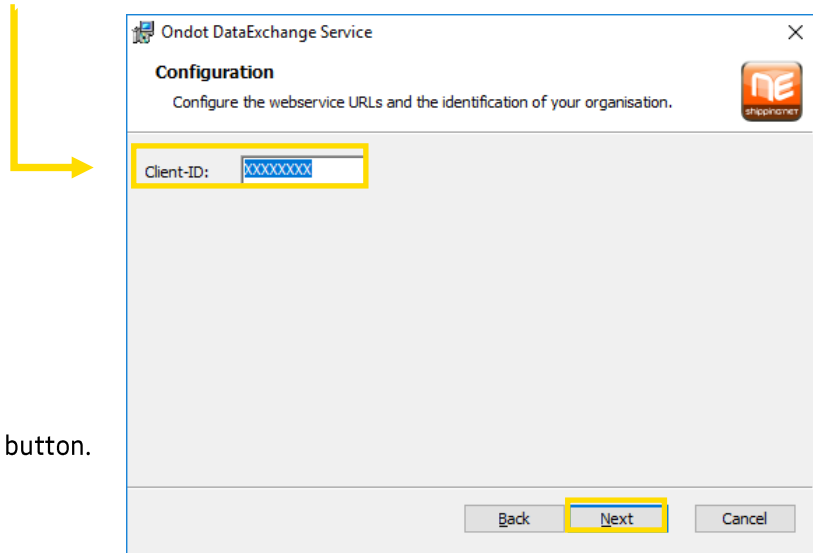 Ondot DataExchange Service
Configuration
Configure the webservice URLs and the identification of your organisation.
NE
shipping.net
Client-ID: XXXXXXXX
button.
Back Next Cancel